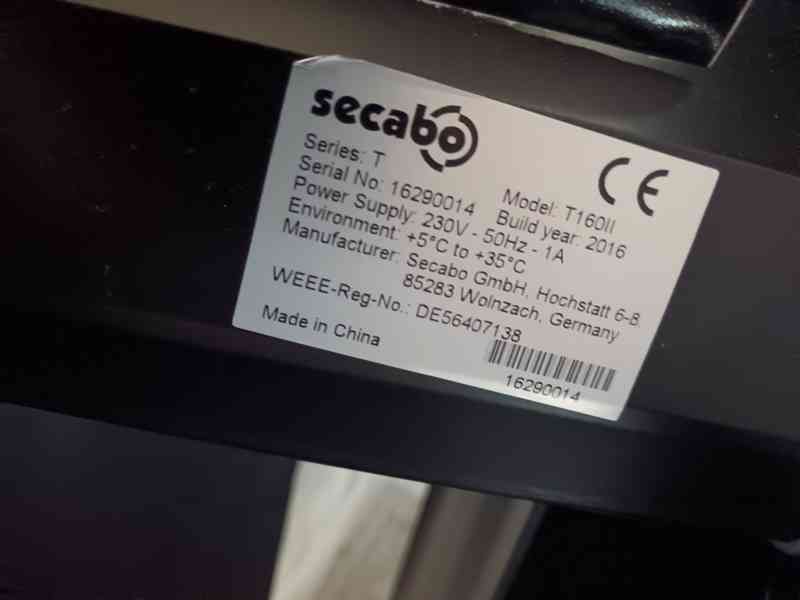 secabo
CE
Series: T
Model: T160II
Serial No: 16290014
Build year: 2016
Power Supply: 230V - 50Hz - 1A
Environment: +5°C to +35°C
Manufacturer: Secabo GmbH, Hochstatt 6-8.
85283 Wolnzach, Germany
WEEE-Reg-No.: DE56407138
Made in China
16290014